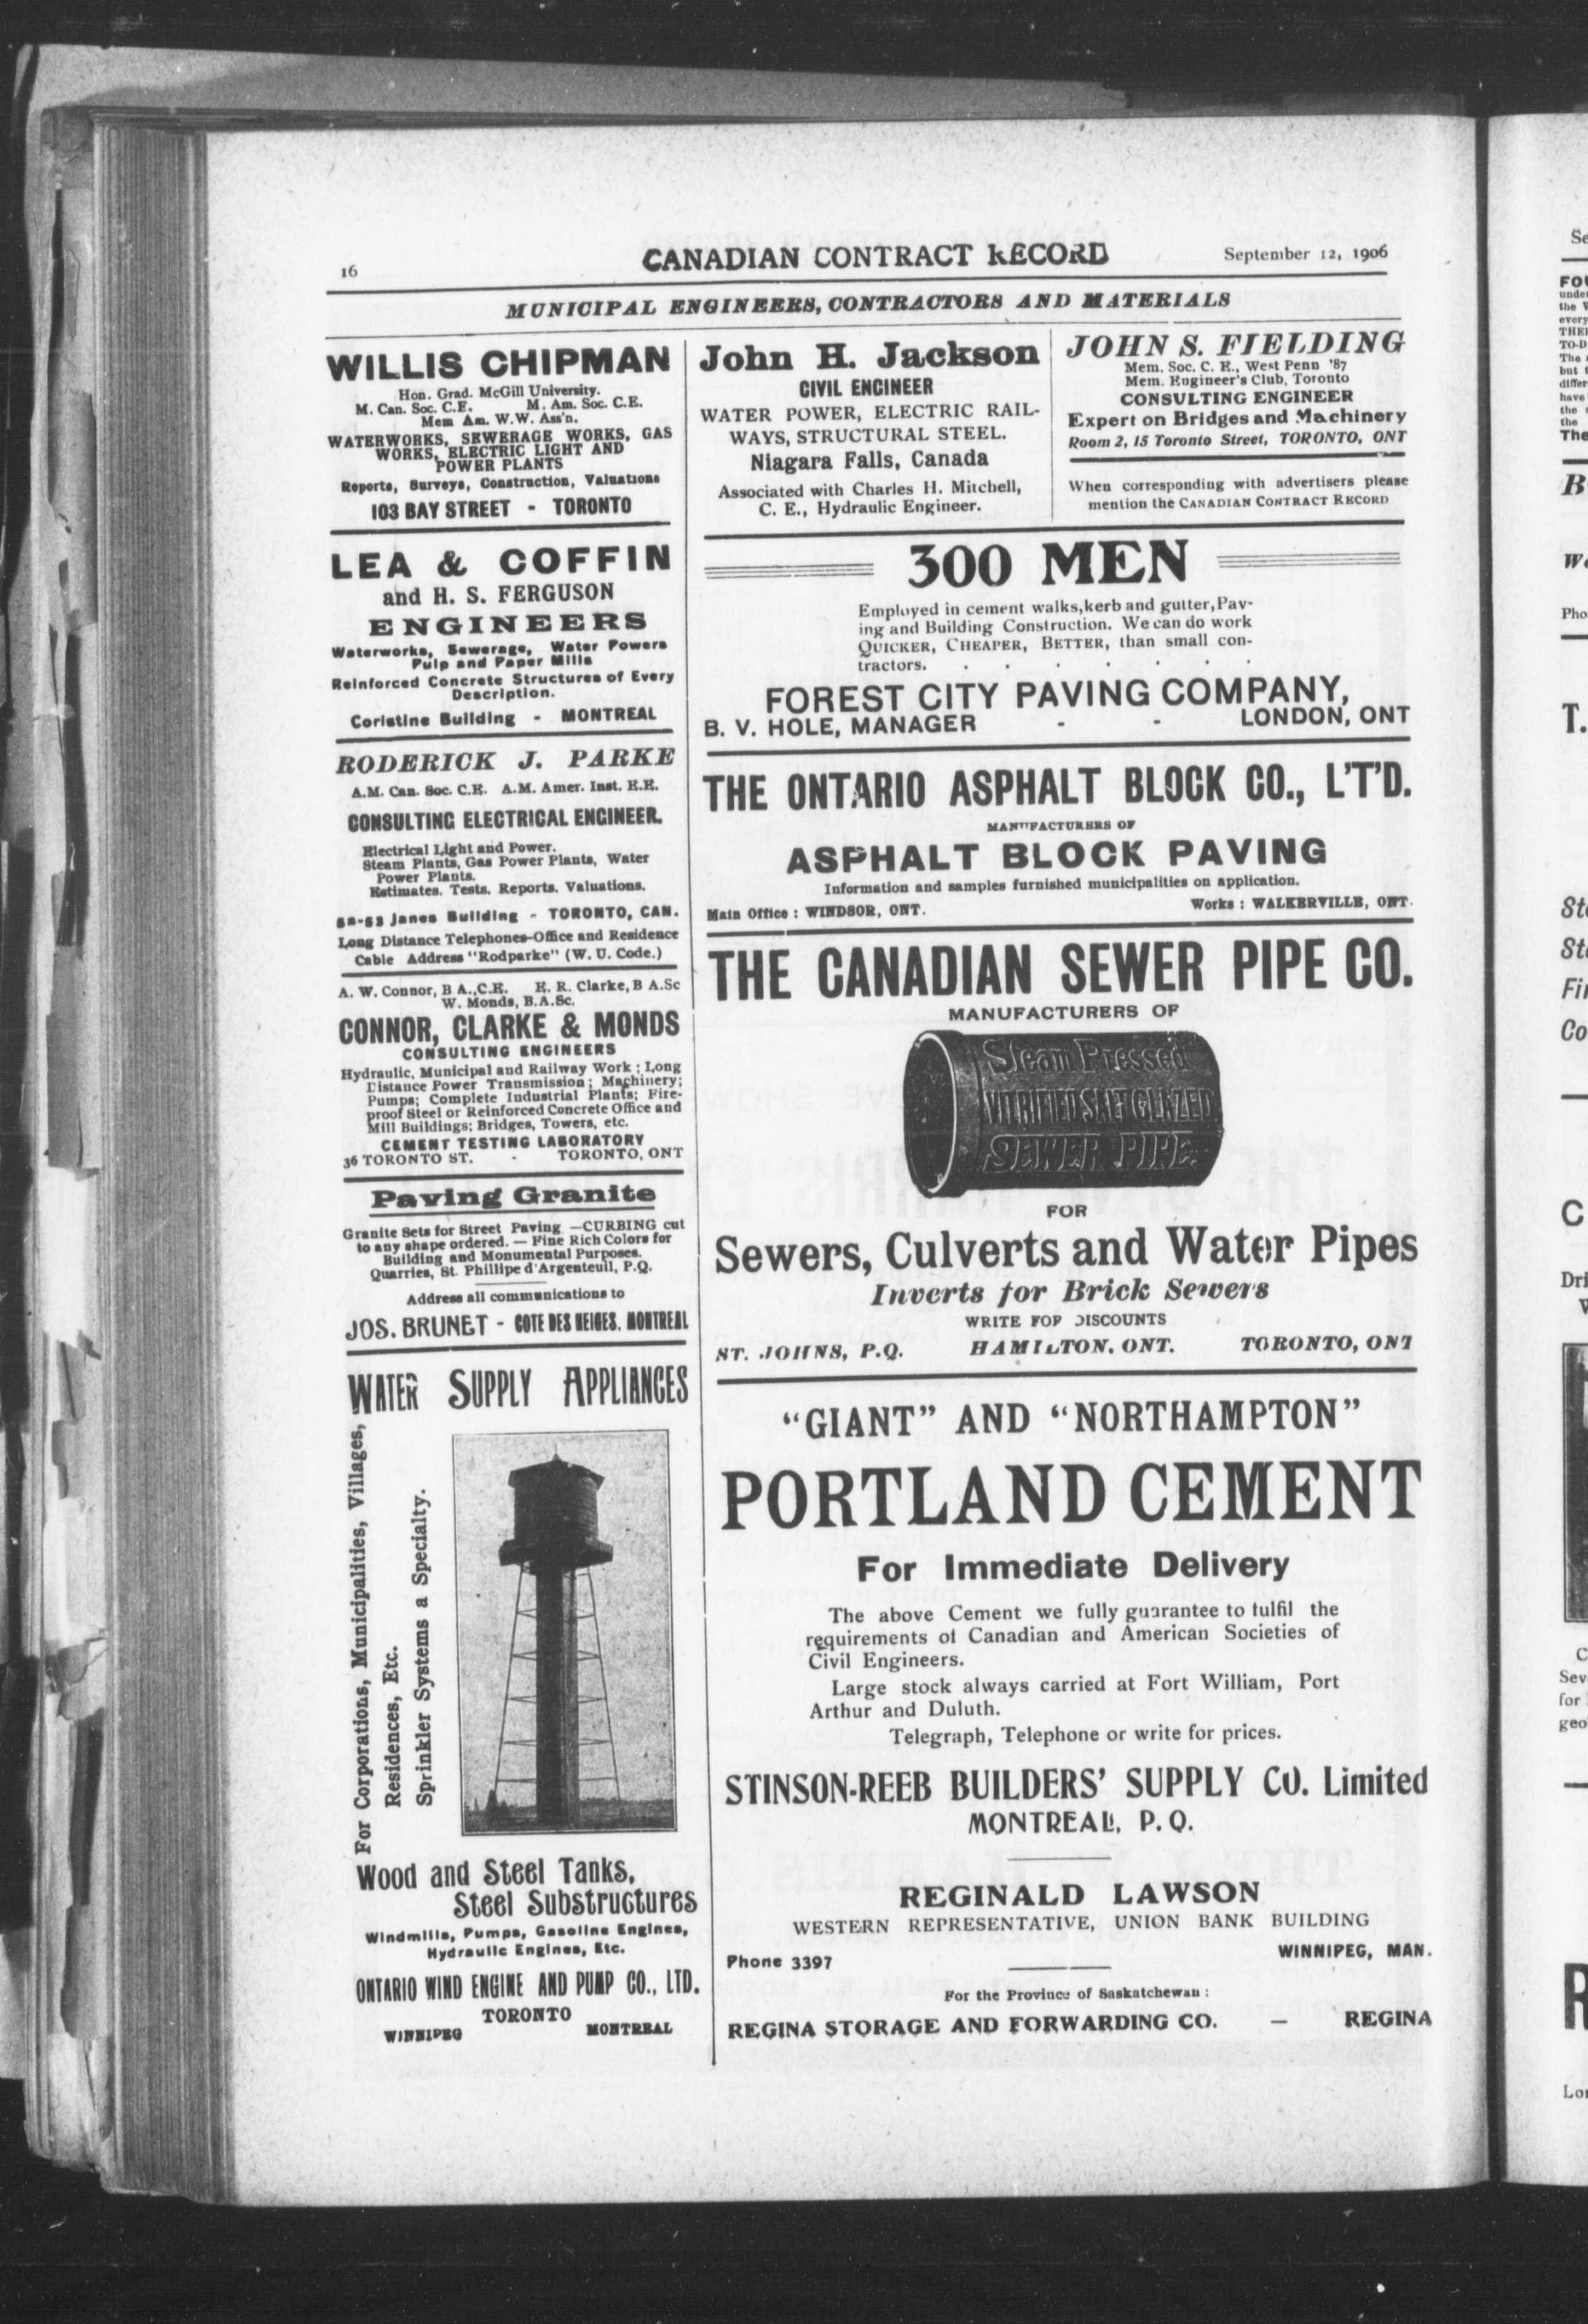 16
CANADIAN CONTRACT RECORD
September 12, 1906
MUNICIPAL ENGINEERS, CONTRACTORS AND MATERIALS
WILLIS CHIPMAN
Hon. Grad. McGill University.
M. Can. Soc. C.E. M. Am. Soc. C.E.
Mem Am. W.W. Ass'n.
WATERWORKS, SEWERAGE WORKS, GAS
WORKS, ELECTRIC LIGHT AND
POWER PLANTS
Reports, Surveys, Construction, Valuations
103 BAY STREET - TORONTO
LEA & COFFIN
and H. S. FERGUSON
ENGINEERS
Waterworks, Sewerage, Water Powers
Pulp and Paper Mills
Reinforced Concrete Structures of Every
Description.
Coristine Building - MONTREAL
RODERICK J. PARKE
A.M. Can. Soc. C.E. A.M. Amer. Inst. E.E.
CONSULTING ELECTRICAL ENGINEER.
Electrical Light and Power.
Steam Plants, Gas Power Plants, Water
Power Plants.
Estimates. Tests. Reports. Valuations.
52-53 Janes Building - TORONTO, CAN.
Long Distance Telephones-Office and Residence
Cable Address "Rodparke" (W. U. Code.)
A. W. Connor, B A.,C.E. E. R. Clarke, B A.Sc
W. Monds, B.A.Sc.
CONNOR, CLARKE & MONDS
CONSULTING ENGINEERS
Hydraulic, Municipal and Railway Work ; Long
Distance Power Transmission ; Machinery;
Pumps; Complete Industrial Plants; Fire-
proof Steel or Reinforced Concrete Office and
Mill Buildings; Bridges, Towers, etc.
CEMENT TESTING LABORATORY
36 TORONTO ST. - TORONTO, ONT
Paving Granite
Granite Sets for Street Paving —CURBING cut
to any shape ordered. — Fine Rich Colors for
Building and Monumental Purposes.
Quarries, St. Phillipe d'Argenteuil, P.Q.
Address all communications to
JOS. BRUNET - COTE DES NEIGES, MONTREAL
WATER SUPPLY APPLIANCES
For Corporations, Municipalities, Villages,
Residences, Etc.
Sprinkler Systems a Specialty.
Wood and Steel Tanks,
Steel Substructures
Windmills, Pumps, Gasoline Engines,
Hydraulic Engines, Etc.
ONTARIO WIND ENGINE AND PUMP CO., LTD.
TORONTO
WINNIPEG MONTREAL
John H. Jackson
CIVIL ENGINEER
WATER POWER, ELECTRIC RAIL-
WAYS, STRUCTURAL STEEL.
Niagara Falls, Canada
Associated with Charles H. Mitchell,
C. E., Hydraulic Engineer.
JOHN S. FIELDING
Mem. Soc. C. E., West Penn '87
Mem. Engineer's Club, Toronto
CONSULTING ENGINEER
Expert on Bridges and Machinery
Room 2, 15 Toronto Street, TORONTO, ONT
When corresponding with advertisers please
mention the CANADIAN CONTRACT RECORD
300 MEN
Employed in cement walks, kerb and gutter, Pav-
ing and Building Construction. We can do work
QUICKER, CHEAPER, BETTER, than small con-
tractors. . . . . . .
FOREST CITY PAVING COMPANY,
B. V. HOLE, MANAGER - - LONDON, ONT
THE ONTARIO ASPHALT BLOCK CO., L'T'D.
MANUFACTURERS OF
ASPHALT BLOCK PAVING
Information and samples furnished municipalities on application.
Main Office : WINDSOR, ONT. Works : WALKERVILLE, ONT.
THE CANADIAN SEWER PIPE CO.
MANUFACTURERS OF
Steam Pressed
VITRIFIED SALT GLAZED
SEWER PIPE.
FOR
Sewers, Culverts and Water Pipes
Inverts for Brick Sewers
WRITE FOR DISCOUNTS
ST. JOHNS, P.Q. HAMILTON, ONT. TORONTO, ONT
"GIANT" AND "NORTHAMPTON"
PORTLAND CEMENT
For Immediate Delivery
The above Cement we fully guarantee to fulfil the
requirements of Canadian and American Societies of
Civil Engineers.
Large stock always carried at Fort William, Port
Arthur and Duluth.
Telegraph, Telephone or write for prices.
STINSON-REEB BUILDERS' SUPPLY CO. Limited
MONTREAL, P. Q.
REGINALD LAWSON
WESTERN REPRESENTATIVE, UNION BANK BUILDING
Phone 3397 WINNIPEG, MAN.
For the Province of Saskatchewan :
REGINA STORAGE AND FORWARDING CO. — REGINA